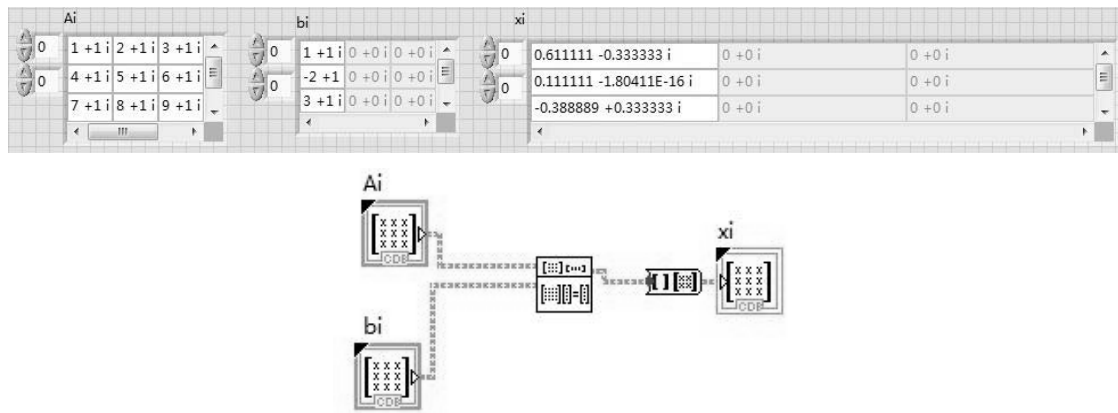 Ai bi xi
0 1 +1 i 2 +1 i 3 +1 i 0 1 +1 i 0 +0 i 0 +0 i 0 0.611111 -0.333333 i 0 +0 i 0 +0 i
0 4 +1 i 5 +1 i 6 +1 i 0 -2 +1 0 +0 i 0 +0 i 0 0.111111 -1.80411E-16 i 0 +0 i 0 +0 i
7 +1 i 8 +1 i 9 +1 i 3 +1 i 0 +0 i 0 +0 i -0.388889 +0.333333 i 0 +0 i 0 +0 i
Ai
x x x
x x x
x x x
CDB
xi
x x x
x x x
x x x
CDB
bi
x x x
x x x
x x x
CDB